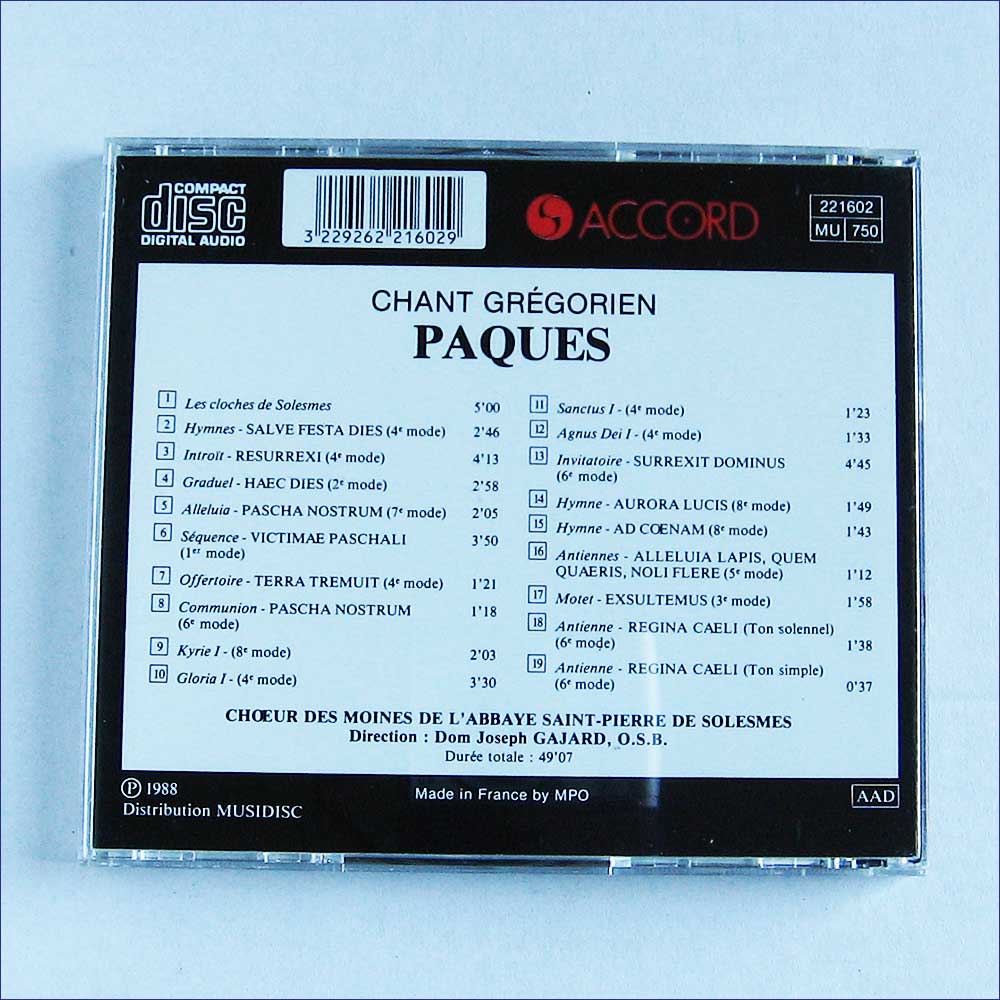 COMPACT
disc
DIGITAL AUDIO
3 229262 216029
ACCORD
221602
MU 750
CHANT GRÉGORIEN
PAQUES
1 Les cloches de Solesmes 5'00
2 Hymnes - SALVE FESTA DIES (4e mode) 2'46
3 Introït - RESURREXI (4e mode) 4'13
4 Graduel - HAEC DIES (2e mode) 2'58
5 Alleluia - PASCHA NOSTRUM (7e mode) 2'05
6 Séquence - VICTIMAE PASCHALI
(1er mode) 3'50
7 Offertoire - TERRA TREMUIT (4e mode) 1'21
8 Communion - PASCHA NOSTRUM
(6e mode) 1'18
9 Kyrie I - (8e mode) 2'03
10 Gloria I - (4e mode) 3'30
11 Sanctus I - (4e mode) 1'23
12 Agnus Dei I - (4e mode) 1'33
13 Invitatoire - SURREXIT DOMINUS
(6e mode) 4'45
14 Hymne - AURORA LUCIS (8e mode) 1'49
15 Hymne - AD CŒNAM (8e mode) 1'43
16 Antiennes - ALLELUIA LAPIS, QUEM
QUAERIS, NOLI FLERE (5e mode) 1'12
17 Motet - EXSULTEMUS (3e mode) 1'58
18 Antienne - REGINA CAELI (Ton solennel)
(6e mode) 1'38
19 Antienne - REGINA CAELI (Ton simple)
(6e mode) 0'37
CHŒUR DES MOINES DE L'ABBAYE SAINT-PIERRE DE SOLESMES
Direction : Dom Joseph GAJARD, O.S.B.
Durée totale : 49'07
Ⓟ 1988
Distribution MUSIDISC
Made in France by MPO
AAD